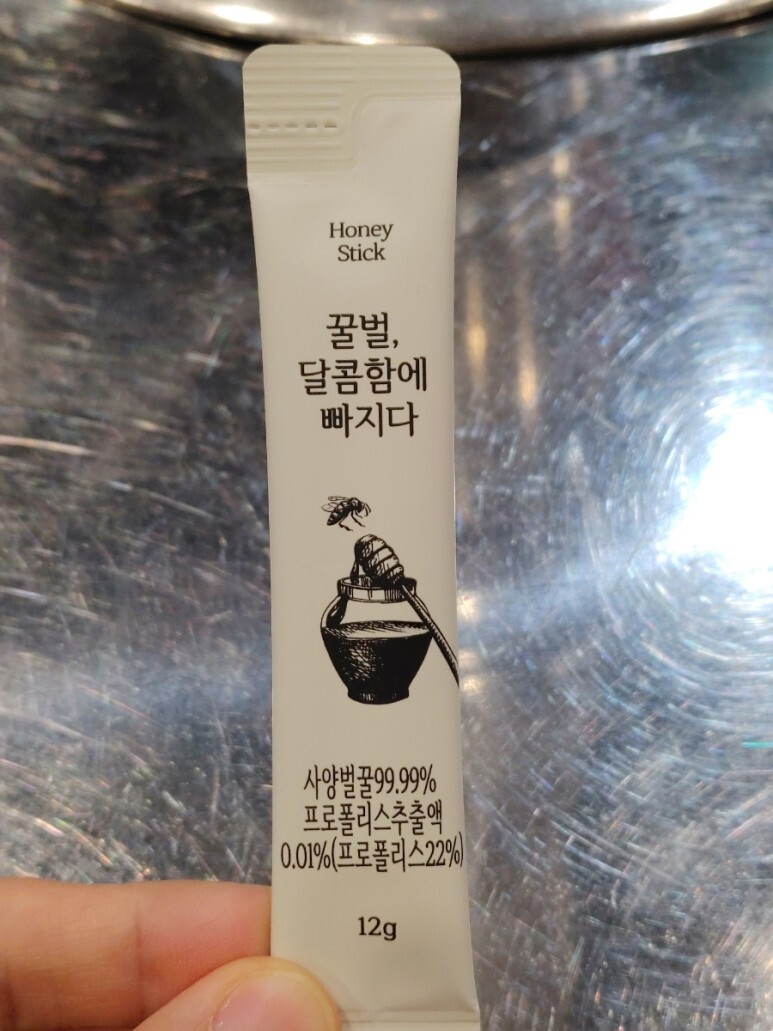 Honey
Stick
꿀벌,
달콤함에
빠지다
사양벌꿀99.99%
프로폴리스추출액
0.01%(프로폴리스22%)
12g